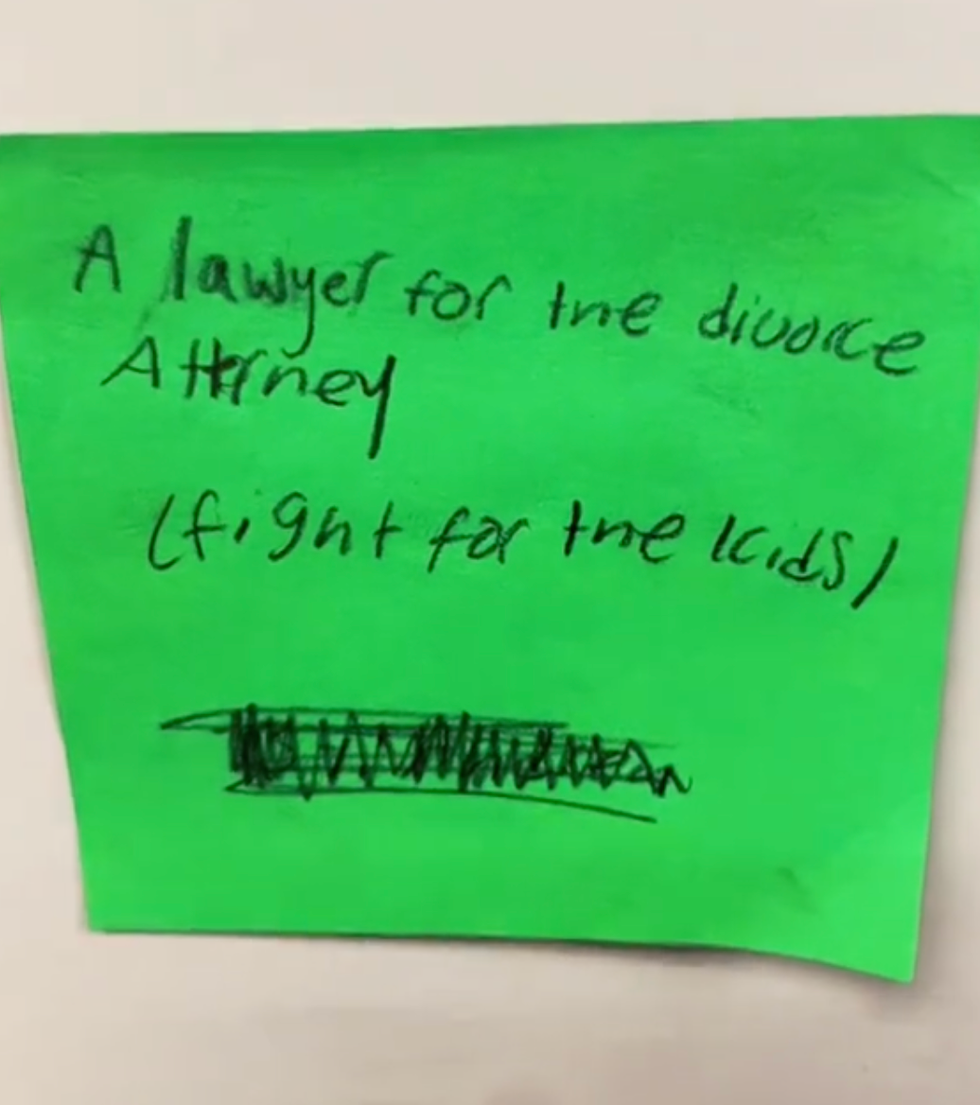 A lawyer for the divorce
Attorney
(fight for the kids)